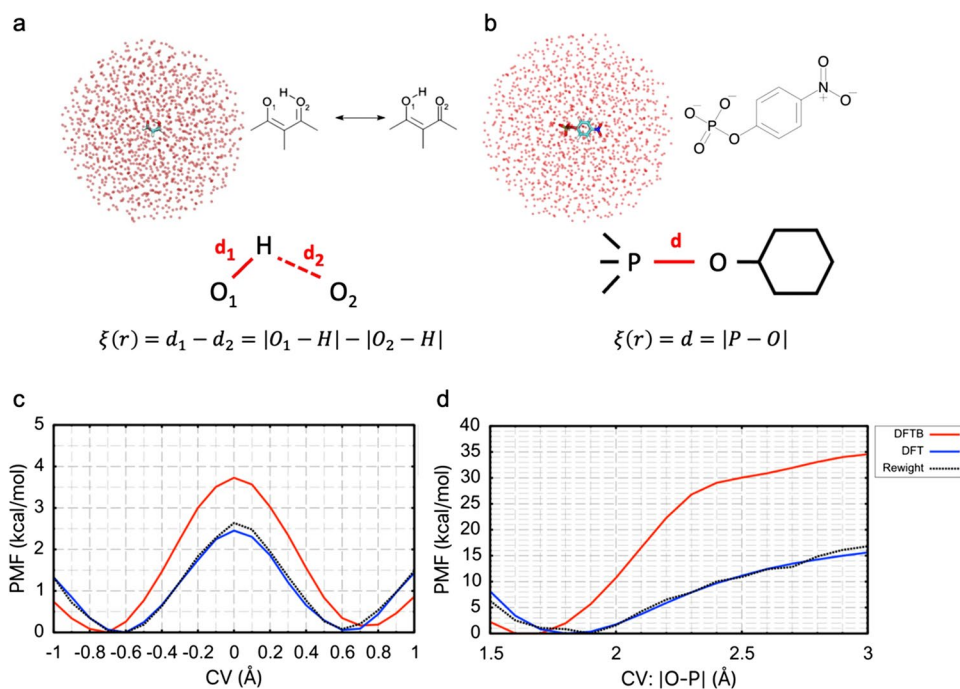 a
b
H
O1 O2
H
O1 O2
O
O⁻ O⁻ N⁺ O⁻
P
O O
d1 H d2
O1 O2
ξ(r) = d1 − d2 = |O1 − H| − |O2 − H|
d
P O
ξ(r) = d = |P − O|
c
d
5
4
3
2
1
0
PMF (kcal/mol)
-1 -0.8 -0.6 -0.4 -0.2 0 0.2 0.4 0.6 0.8 1
CV (Å)
40
35
30
25
20
15
10
5
0
PMF (kcal/mol)
1.5 2 2.5 3
CV: |O-P| (Å)
DFTB
DFT
Rewight